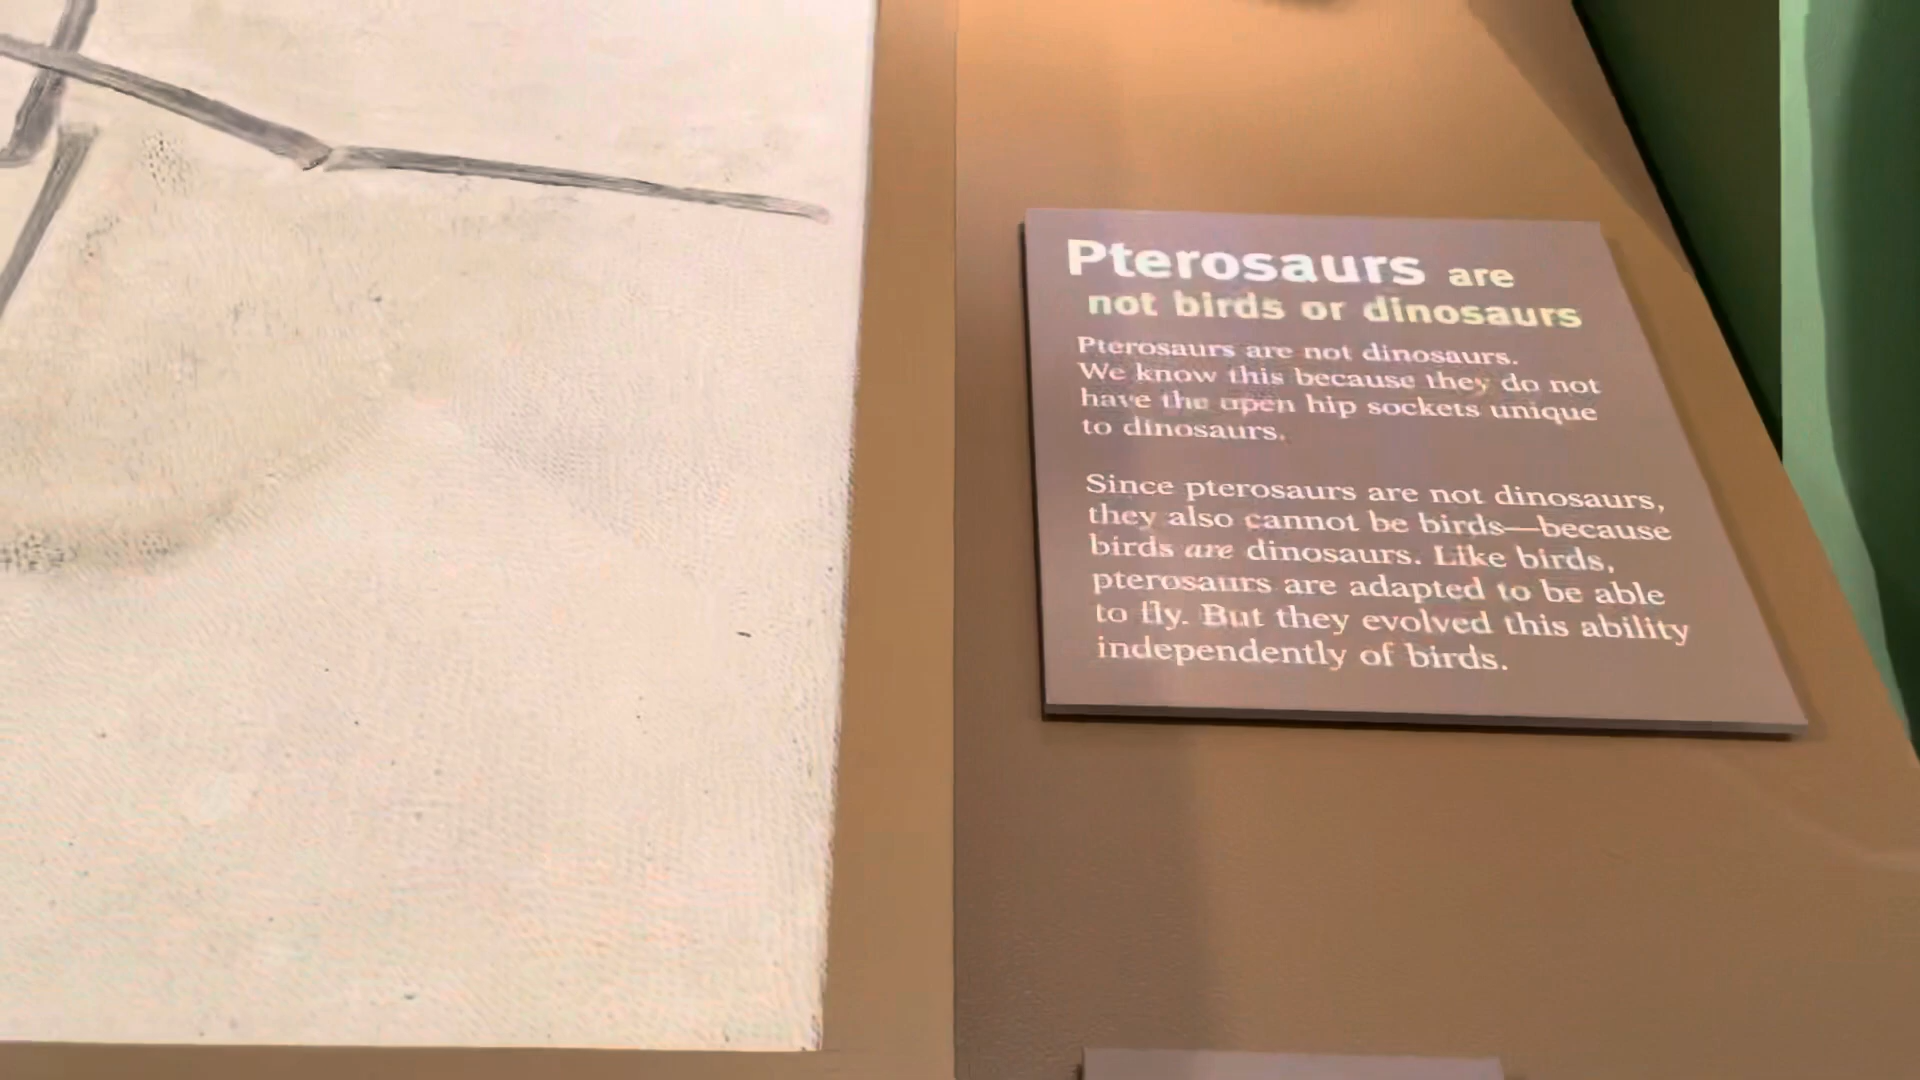 Pterosaurs are
not birds or dinosaurs
Pterosaurs are not dinosaurs.
We know this because they do not
have the open hip sockets unique
to dinosaurs.
Since pterosaurs are not dinosaurs,
they also cannot be birds—because
birds are dinosaurs. Like birds,
pterosaurs are adapted to be able
to fly. But they evolved this ability
independently of birds.